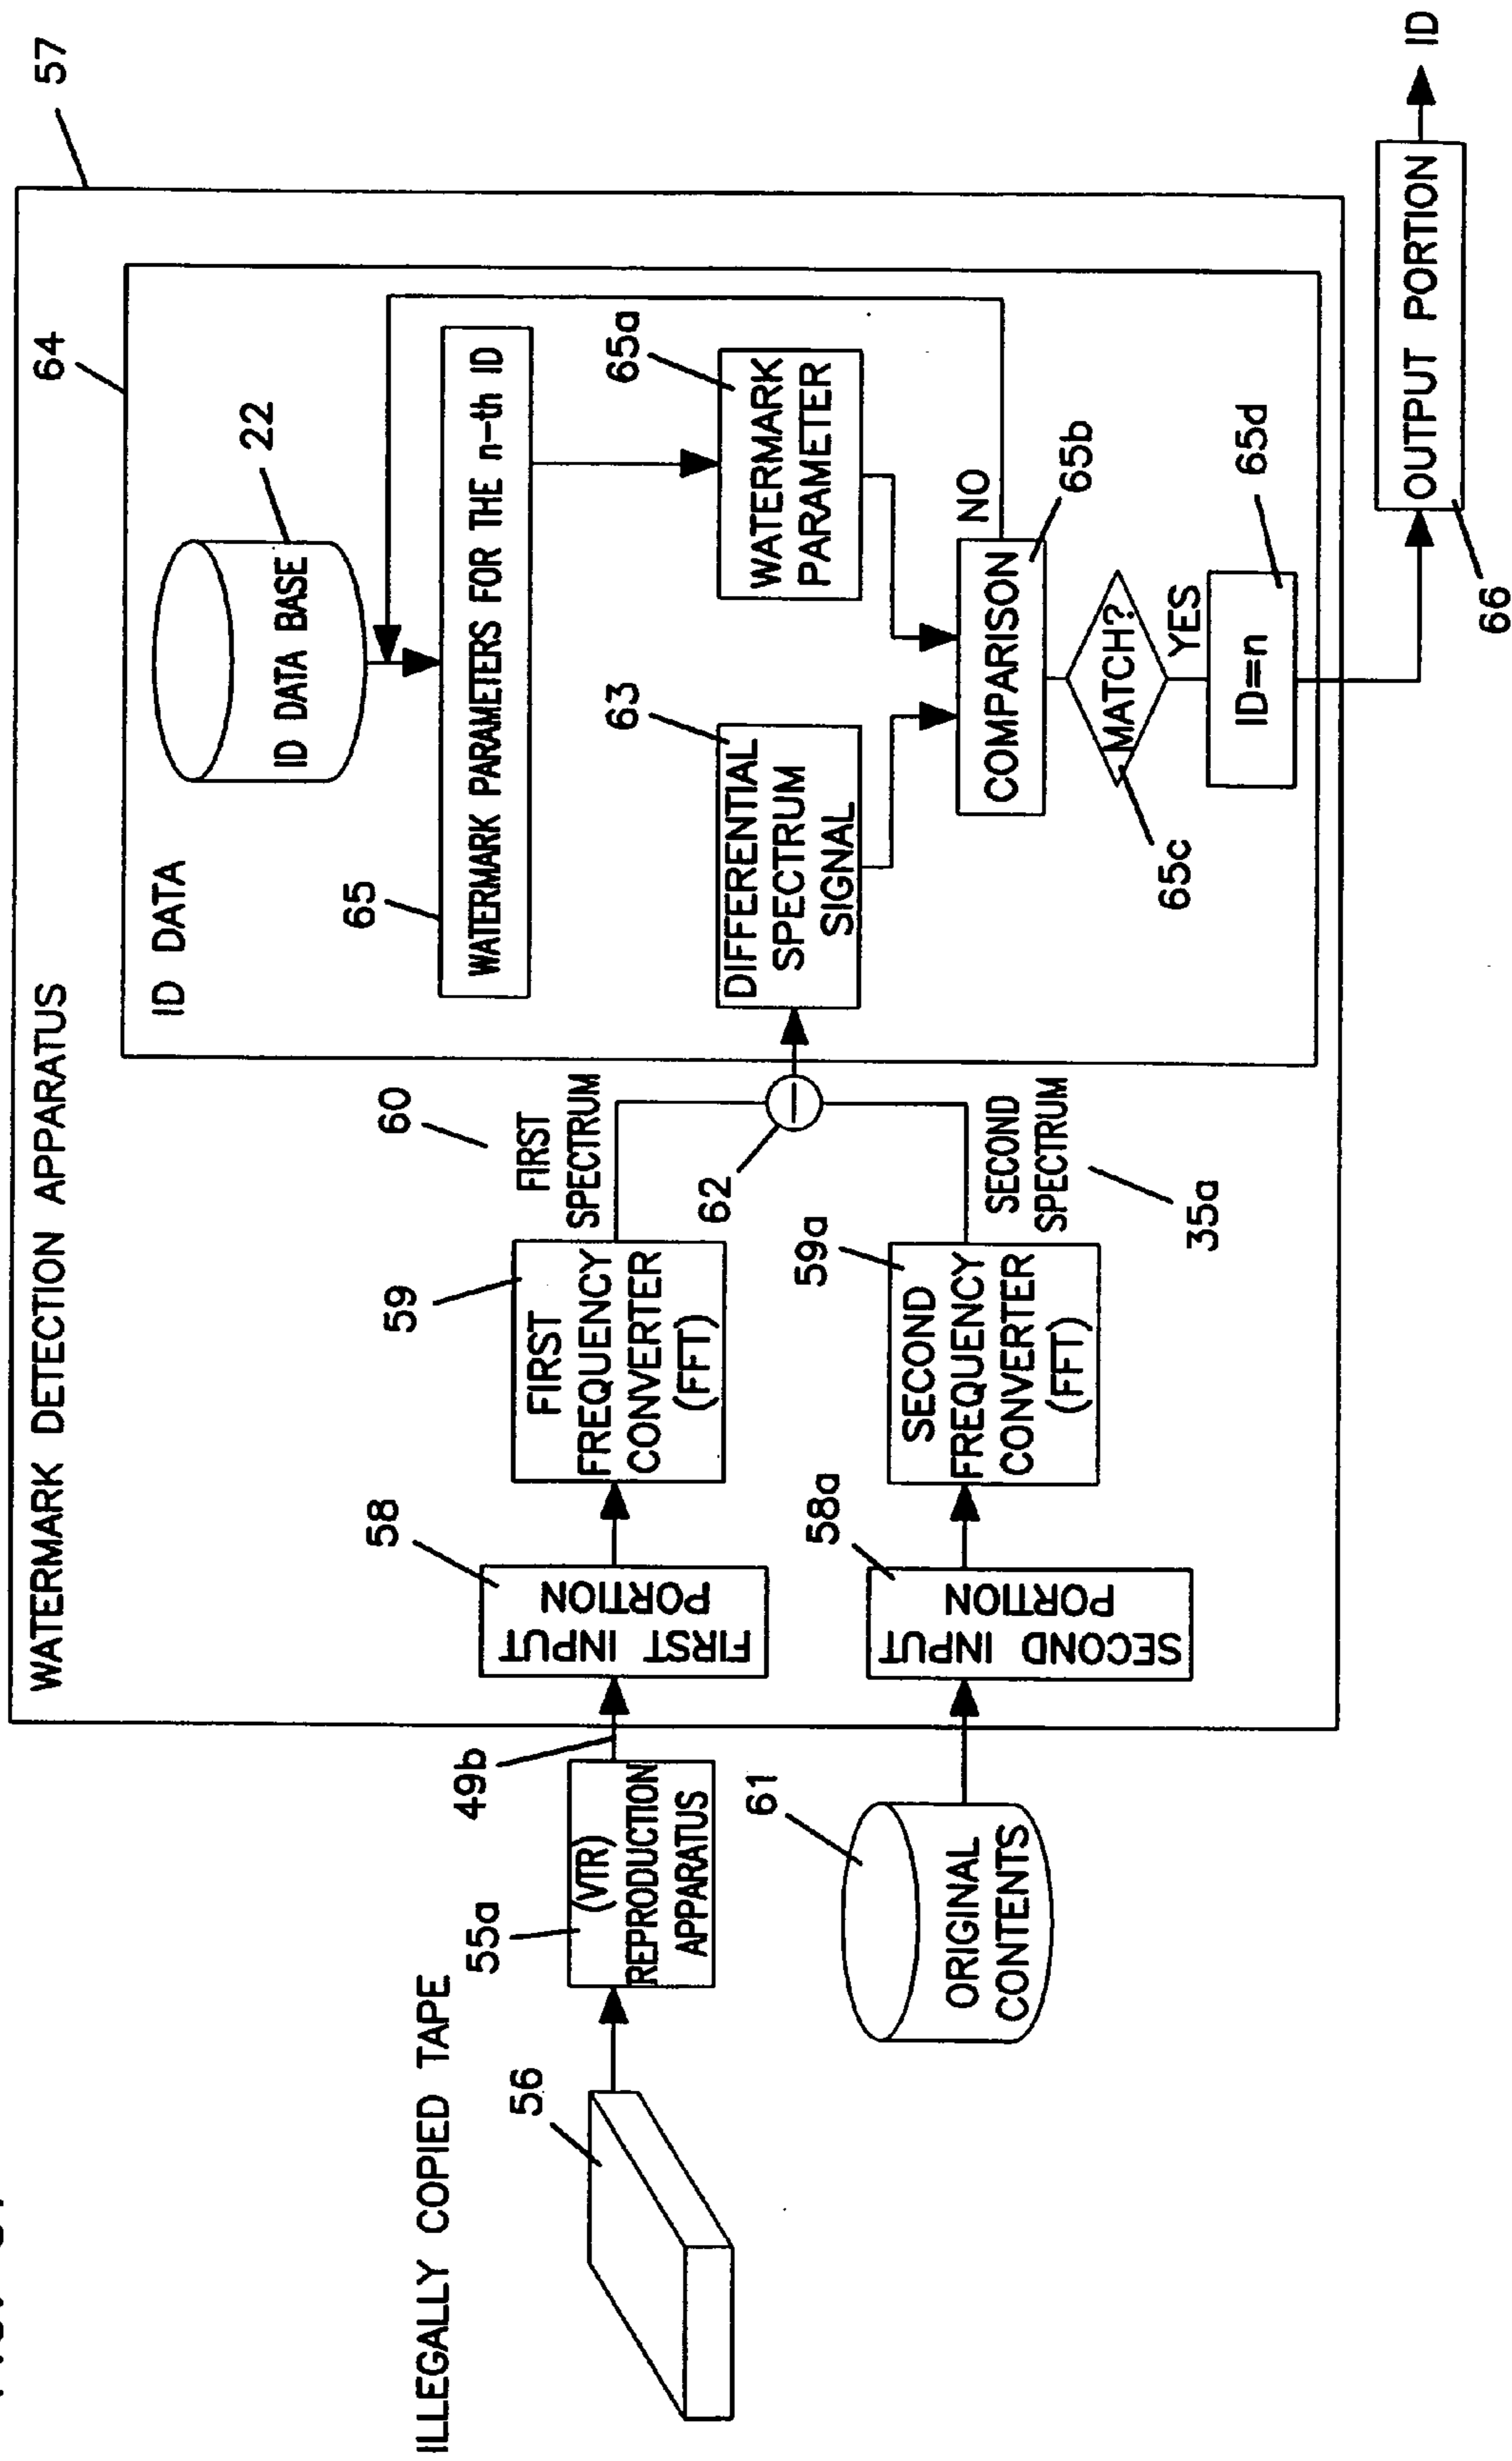 WATERMARK DETECTION APPARATUS
57
64
ID DATA
22
ID DATA BASE
65
WATERMARK PARAMETERS FOR THE n-th ID
ILLEGALLY COPIED TAPE
56
55a
(VTR)
REPRODUCTION
APPARATUS
49b
58
FIRST INPUT
PORTION
59
FIRST
FREQUENCY
CONVERTER
(FFT)
60
FIRST
SPECTRUM
62
63
DIFFERENTIAL
SPECTRUM
SIGNAL
65a
WATERMARK
PARAMETER
61
ORIGINAL
CONTENTS
58a
SECOND INPUT
PORTION
59a
SECOND
FREQUENCY
CONVERTER
(FFT)
SECOND
SPECTRUM
35a
COMPARISON
65b
NO
65c
MATCH?
YES
ID=n
65d
OUTPUT PORTION
66
ID